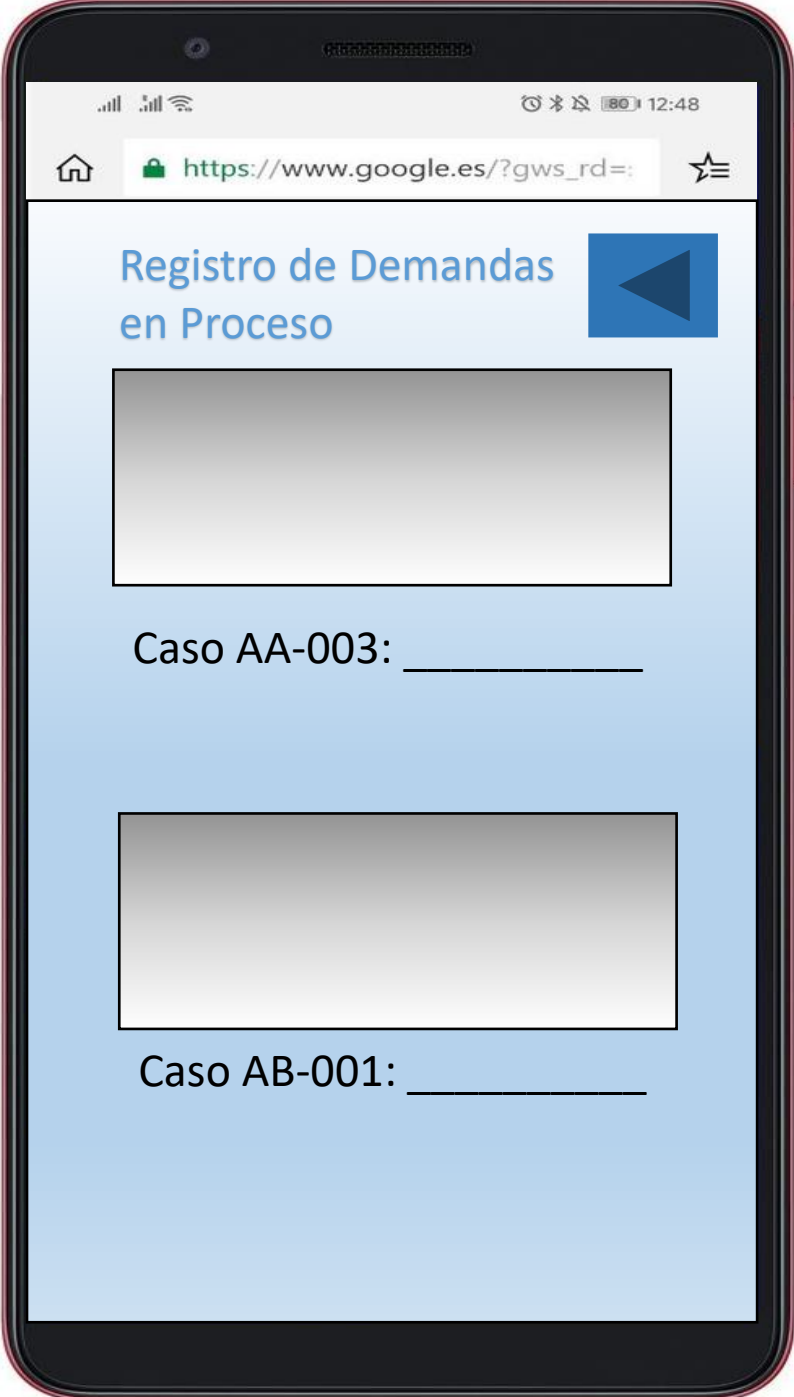 80 12:48
https://www.google.es/?gws_rd=:
Registro de Demandas
en Proceso
Caso AA-003: __________
Caso AB-001: __________